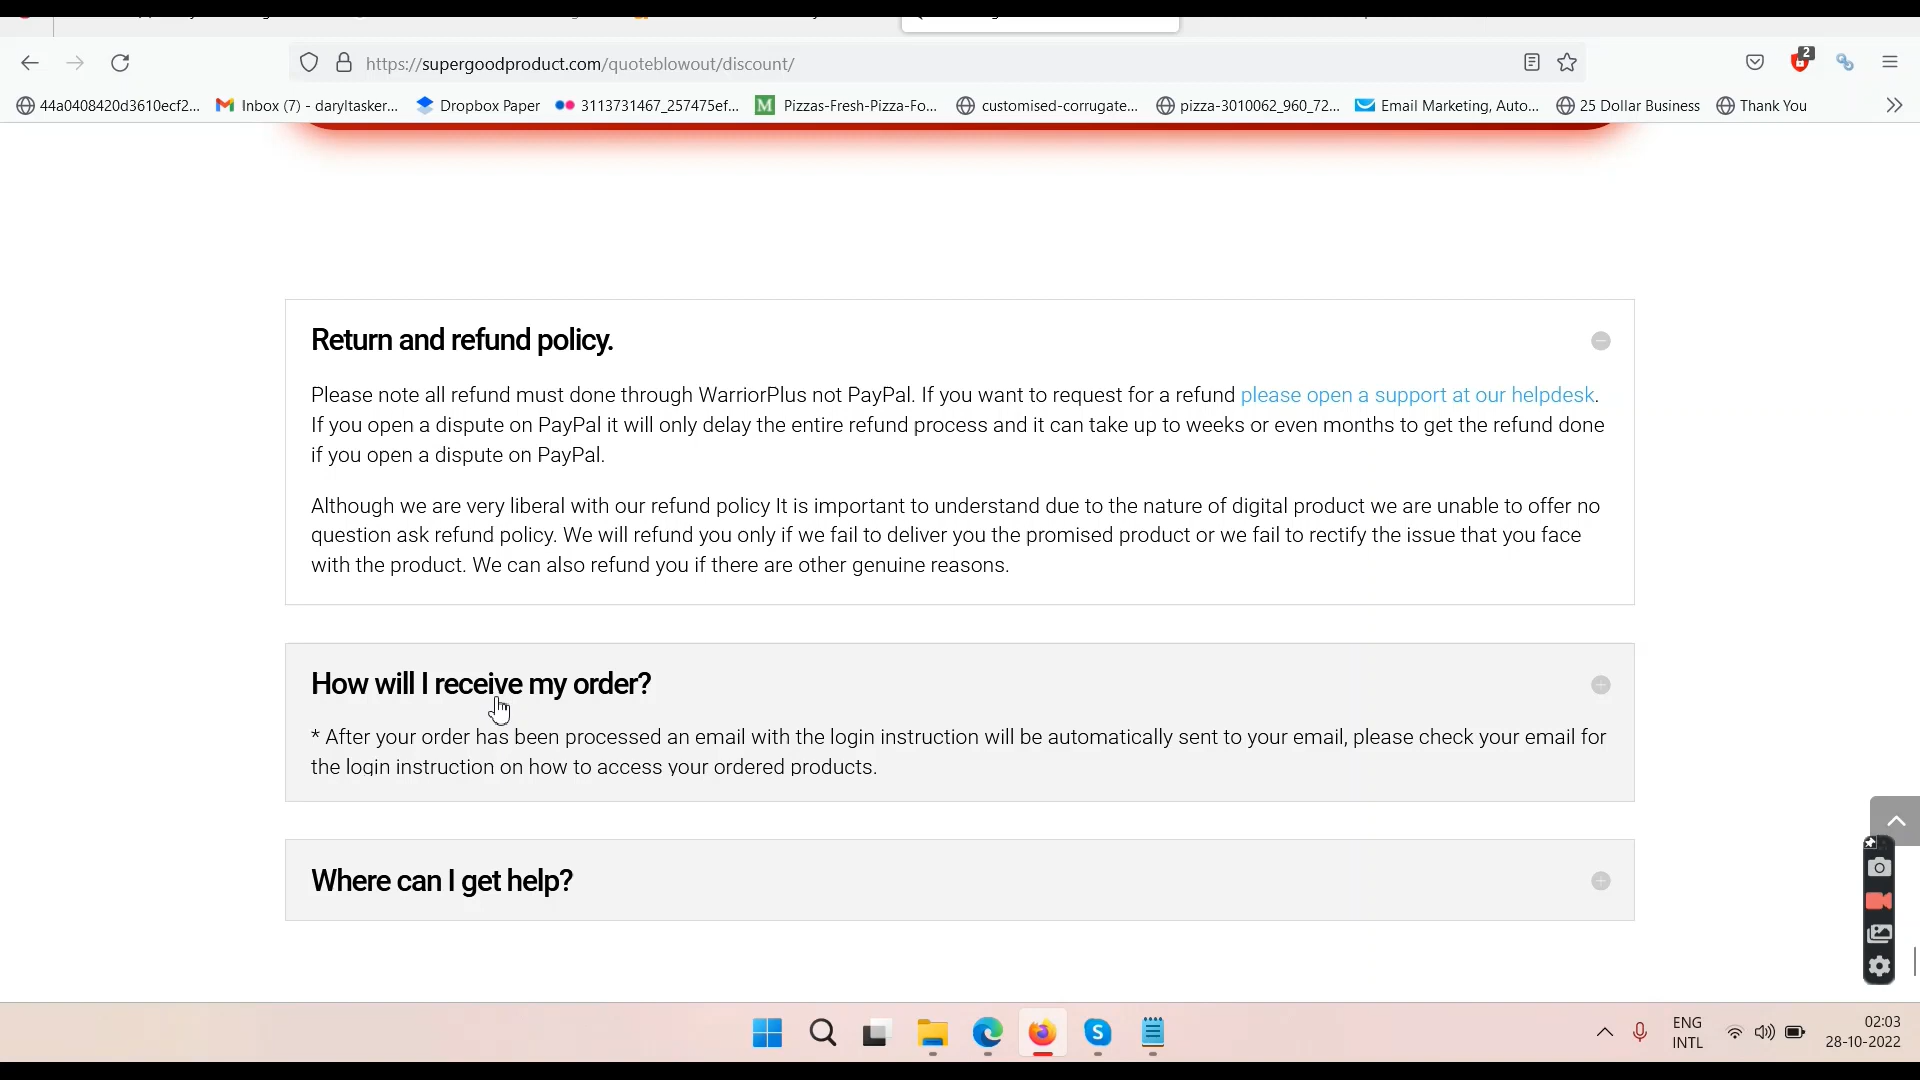 https://supergoodproduct.com/quoteblowout/discount/
2
44a0408420d3610ecf2... Inbox (7) - daryltasker... Dropbox Paper 3113731467_257475ef... Pizzas-Fresh-Pizza-Fo... customised-corrugate... pizza-3010062_960_72... Email Marketing, Auto... 25 Dollar Business Thank You
Return and refund policy.
Please note all refund must done through WarriorPlus not PayPal. If you want to request for a refund please open a support at our helpdesk.
If you open a dispute on PayPal it will only delay the entire refund process and it can take up to weeks or even months to get the refund done
if you open a dispute on PayPal.
Although we are very liberal with our refund policy It is important to understand due to the nature of digital product we are unable to offer no
question ask refund policy. We will refund you only if we fail to deliver you the promised product or we fail to rectify the issue that you face
with the product. We can also refund you if there are other genuine reasons.
How will I receive my order?
* After your order has been processed an email with the login instruction will be automatically sent to your email, please check your email for
the login instruction on how to access your ordered products.
Where can I get help?
ENG
INTL
02:03
28-10-2022